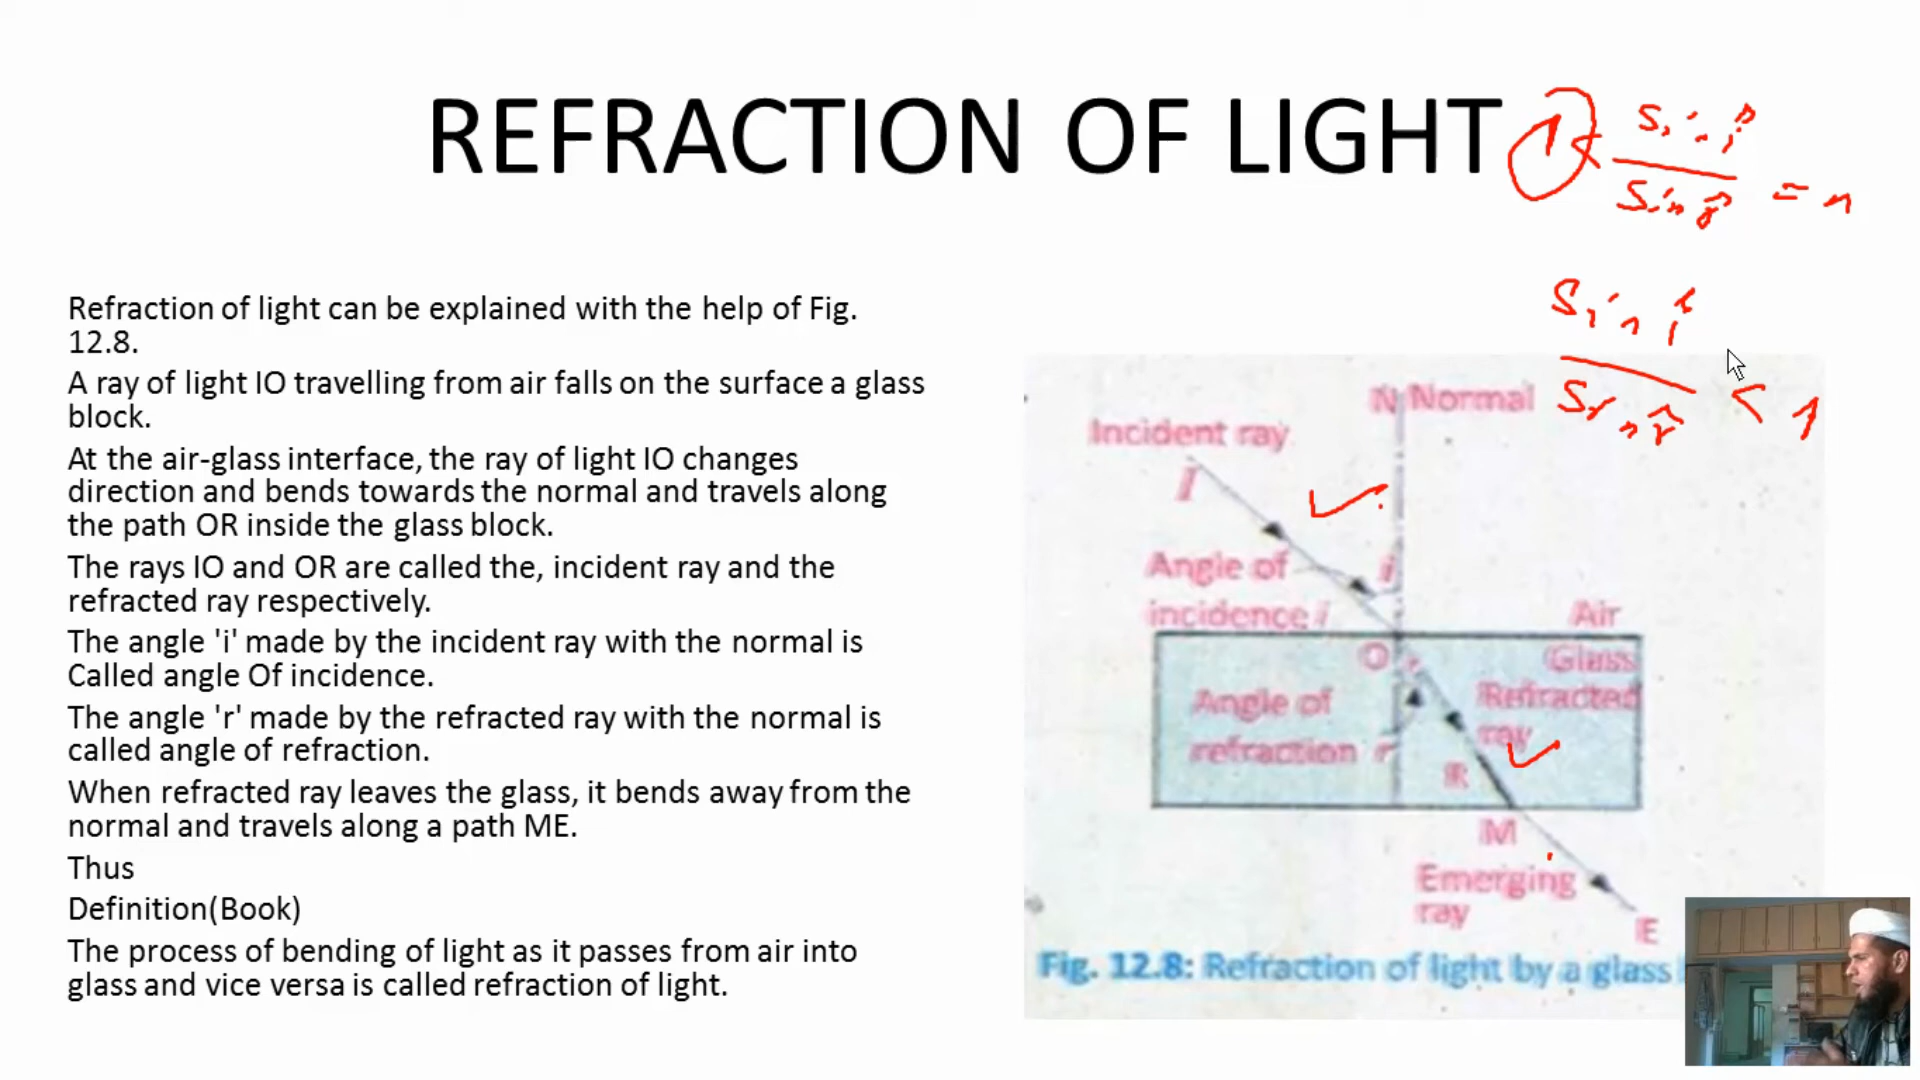 REFRACTION OF LIGHT
1 < sin i / sin r = n
sin i / sin r < 1
Refraction of light can be explained with the help of Fig.
12.8.
A ray of light IO travelling from air falls on the surface a glass
block.
At the air-glass interface, the ray of light IO changes
direction and bends towards the normal and travels along
the path OR inside the glass block.
The rays IO and OR are called the, incident ray and the
refracted ray respectively.
The angle 'i' made by the incident ray with the normal is
Called angle Of incidence.
The angle 'r' made by the refracted ray with the normal is
called angle of refraction.
When refracted ray leaves the glass, it bends away from the
normal and travels along a path ME.
Thus
Definition(Book)
The process of bending of light as it passes from air into
glass and vice versa is called refraction of light.
N Normal
Incident ray
I
Angle of
incidence i
i
Air
O r
Glass
Angle of
refraction r
Refracted
ray
R
M
Emerging
ray
E
Fig. 12.8: Refraction of light by a glass